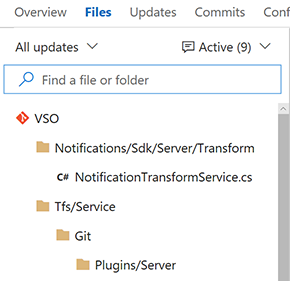 Overview Files Updates Commits
All updates Active (9)
Find a file or folder
VSO
Notifications/Sdk/Server/Transform
C# NotificationTransformService.cs
Tfs/Service
Git
Plugins/Server